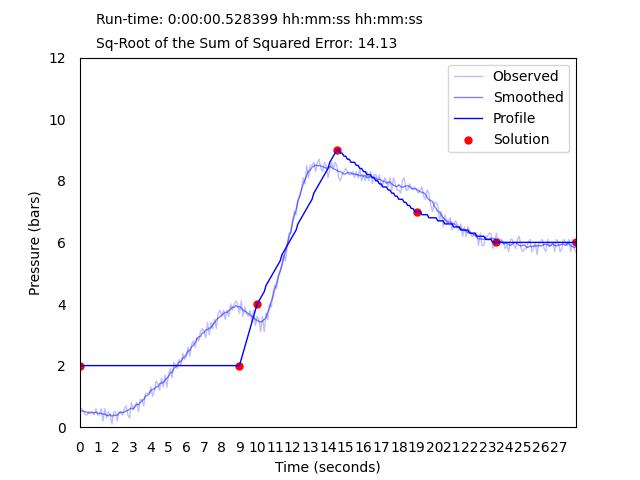 Run-time: 0:00:00.528399 hh:mm:ss hh:mm:ss
Sq-Root of the Sum of Squared Error: 14.13
12
10
8
6
4
2
0
Pressure (bars)
Observed
Smoothed
Profile
Solution
0 1 2 3 4 5 6 7 8 9 10 11 12 13 14 15 16 17 18 19 20 21 22 23 24 25 26 27
Time (seconds)